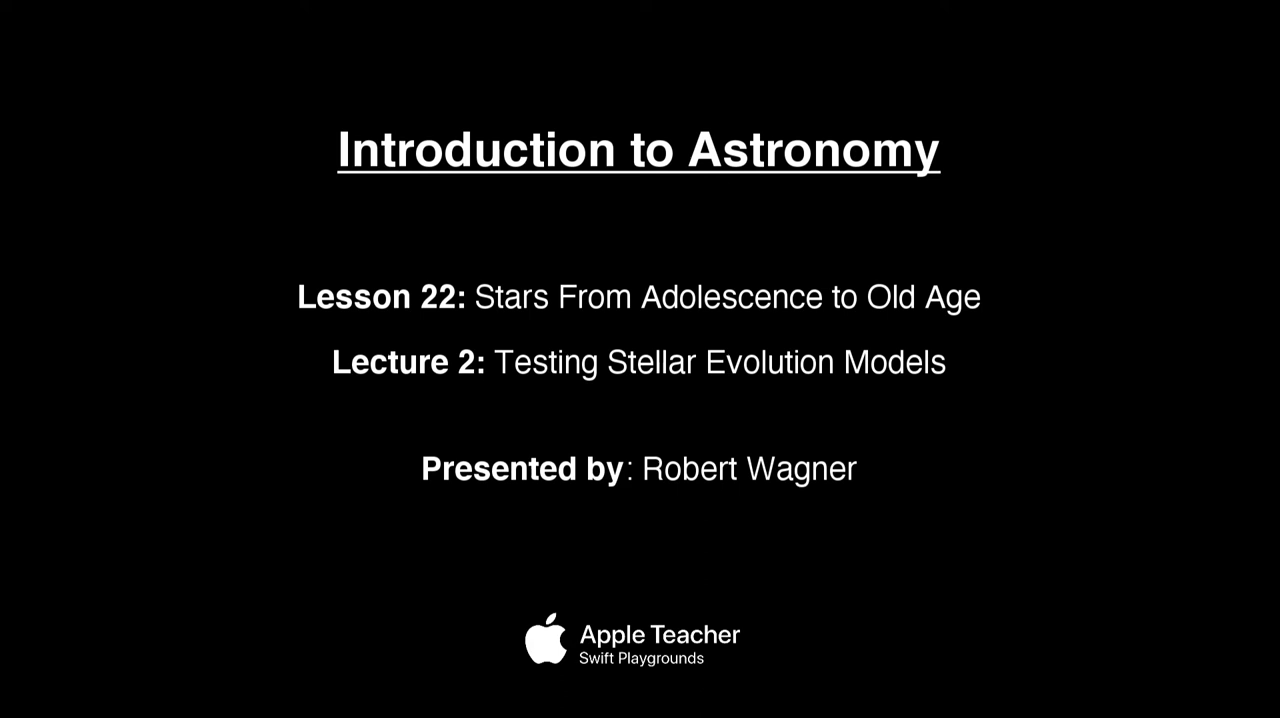 Introduction to Astronomy
Lesson 22: Stars From Adolescence to Old Age
Lecture 2: Testing Stellar Evolution Models
Presented by: Robert Wagner
Apple Teacher
Swift Playgrounds